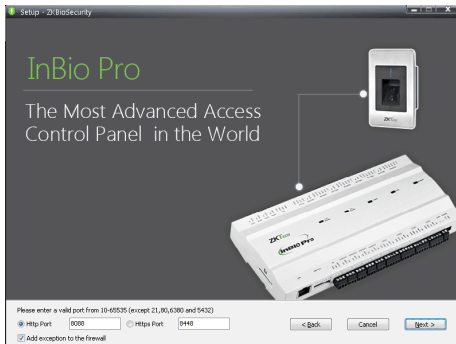 Setup - ZKBioSecurity
InBio Pro
The Most Advanced Access
Control Panel in the World
ZKTeco
ZKTeco
inBio Pro
Please enter a valid port from 10-65535 (except 21,80,6380 and 5432)
Http Port
8088
Https Port
8448
< Back
Cancel
Next >
Add exception to the firewall